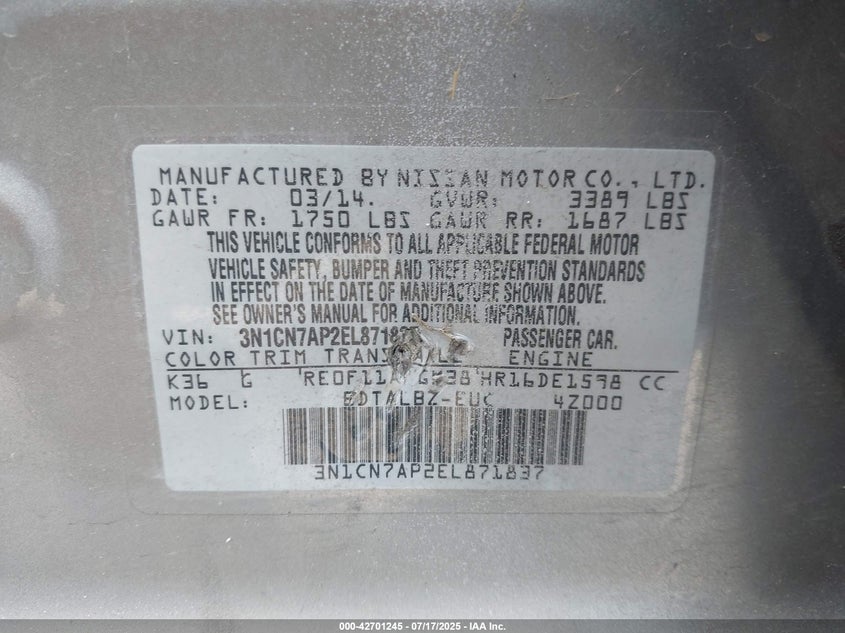 MANUFACTURED BY NISSAN MOTOR CO., LTD.
DATE: 03/14. GVWR: 3389 LBS
GAWR FR: 1750 LBS GAWR RR: 1687 LBS
THIS VEHICLE CONFORMS TO ALL APPLICABLE FEDERAL MOTOR
VEHICLE SAFETY, BUMPER AND THEFT PREVENTION STANDARDS
IN EFFECT ON THE DATE OF MANUFACTURE SHOWN ABOVE.
SEE OWNER'S MANUAL FOR ADDITIONAL INFORMATION.
VIN: PASSENGER CAR.
COLOR TRIM TRANS AXLE ENGINE
K36 G HR16DE1598 CC
MODEL: 4Z000
3N1CN7AP2EL871837
000-42701245 - 07/17/2025 - IAA Inc.